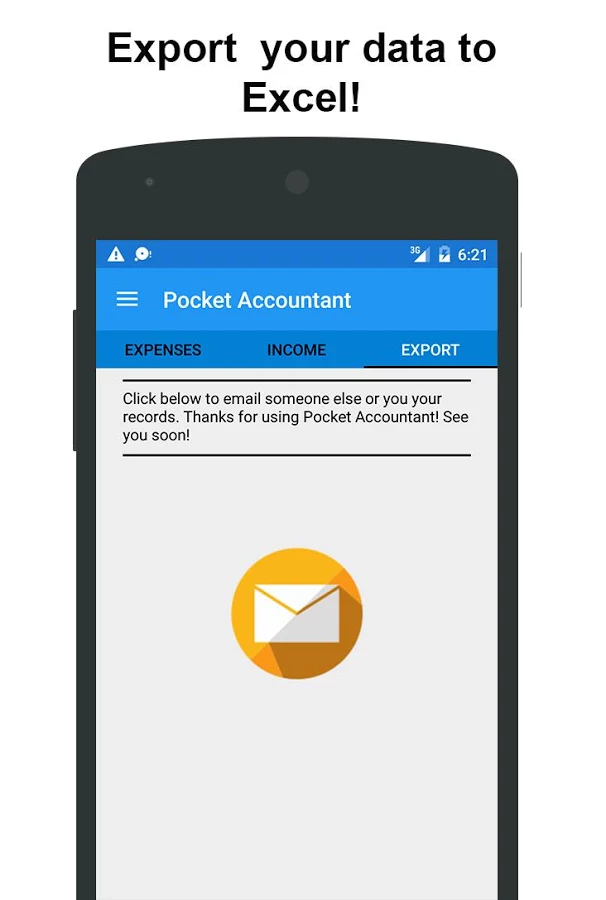 Export  your data to
Excel!
3G 6:21
Pocket Accountant
EXPENSES INCOME EXPORT
Click below to email someone else or you your
records. Thanks for using Pocket Accountant! See
you soon!